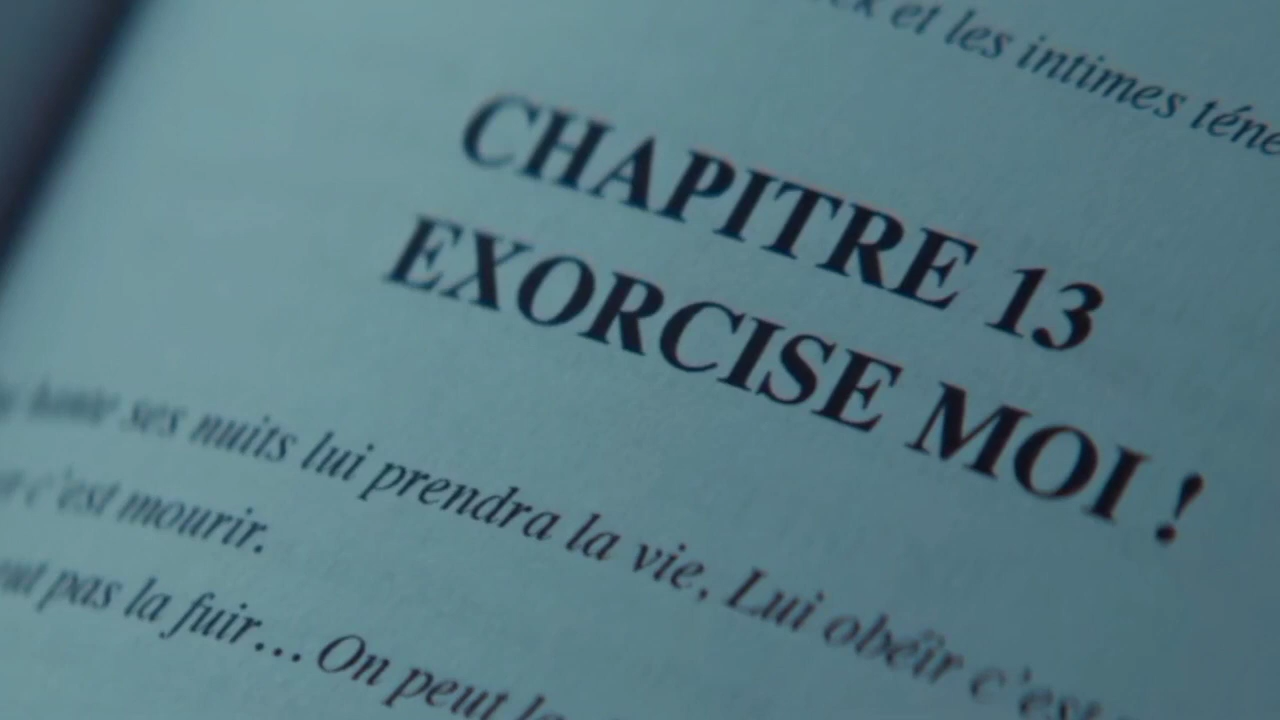 et les intimes
CHAPITRE 13
EXORCISE MOI !
hante ses nuits lui prendra la vie, Lui obéir c'est
c'est mourir.
pas la fuir... On peut